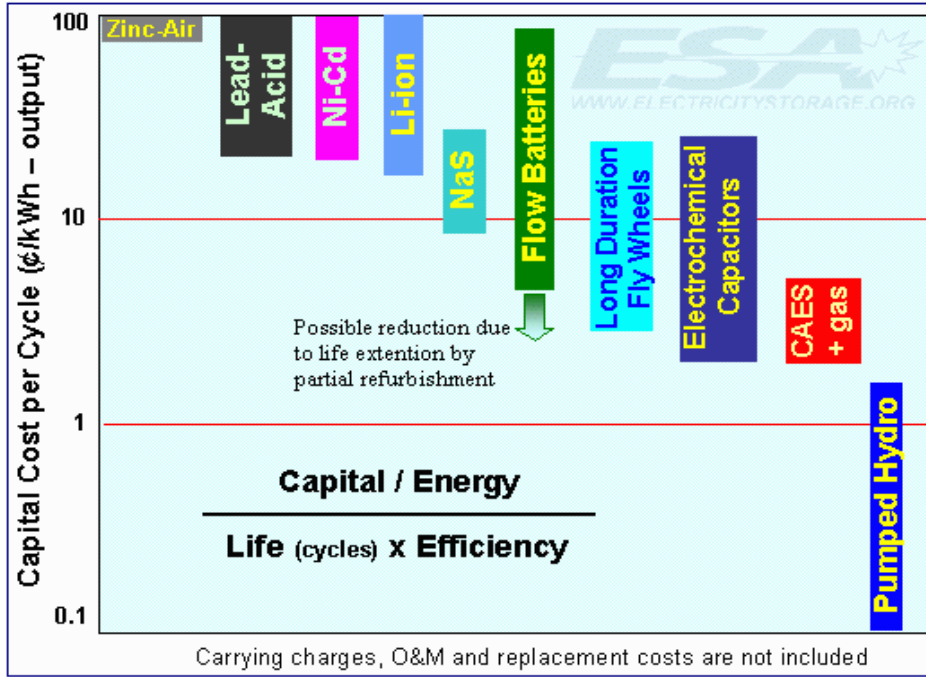 Capital Cost per Cycle (¢/kWh – output)
100
10
1
0.1
Zinc-Air
Lead-
Acid
Ni-Cd
Li-ion
NaS
Flow Batteries
Long Duration
Fly Wheels
Electrochemical
Capacitors
CAES
+ gas
Pumped Hydro
ESA
WWW.ELECTRICITYSTORAGE.ORG
Possible reduction due
to life extention by
partial refurbishment
Capital / Energy
Life (cycles) x Efficiency
Carrying charges, O&M and replacement costs are not included